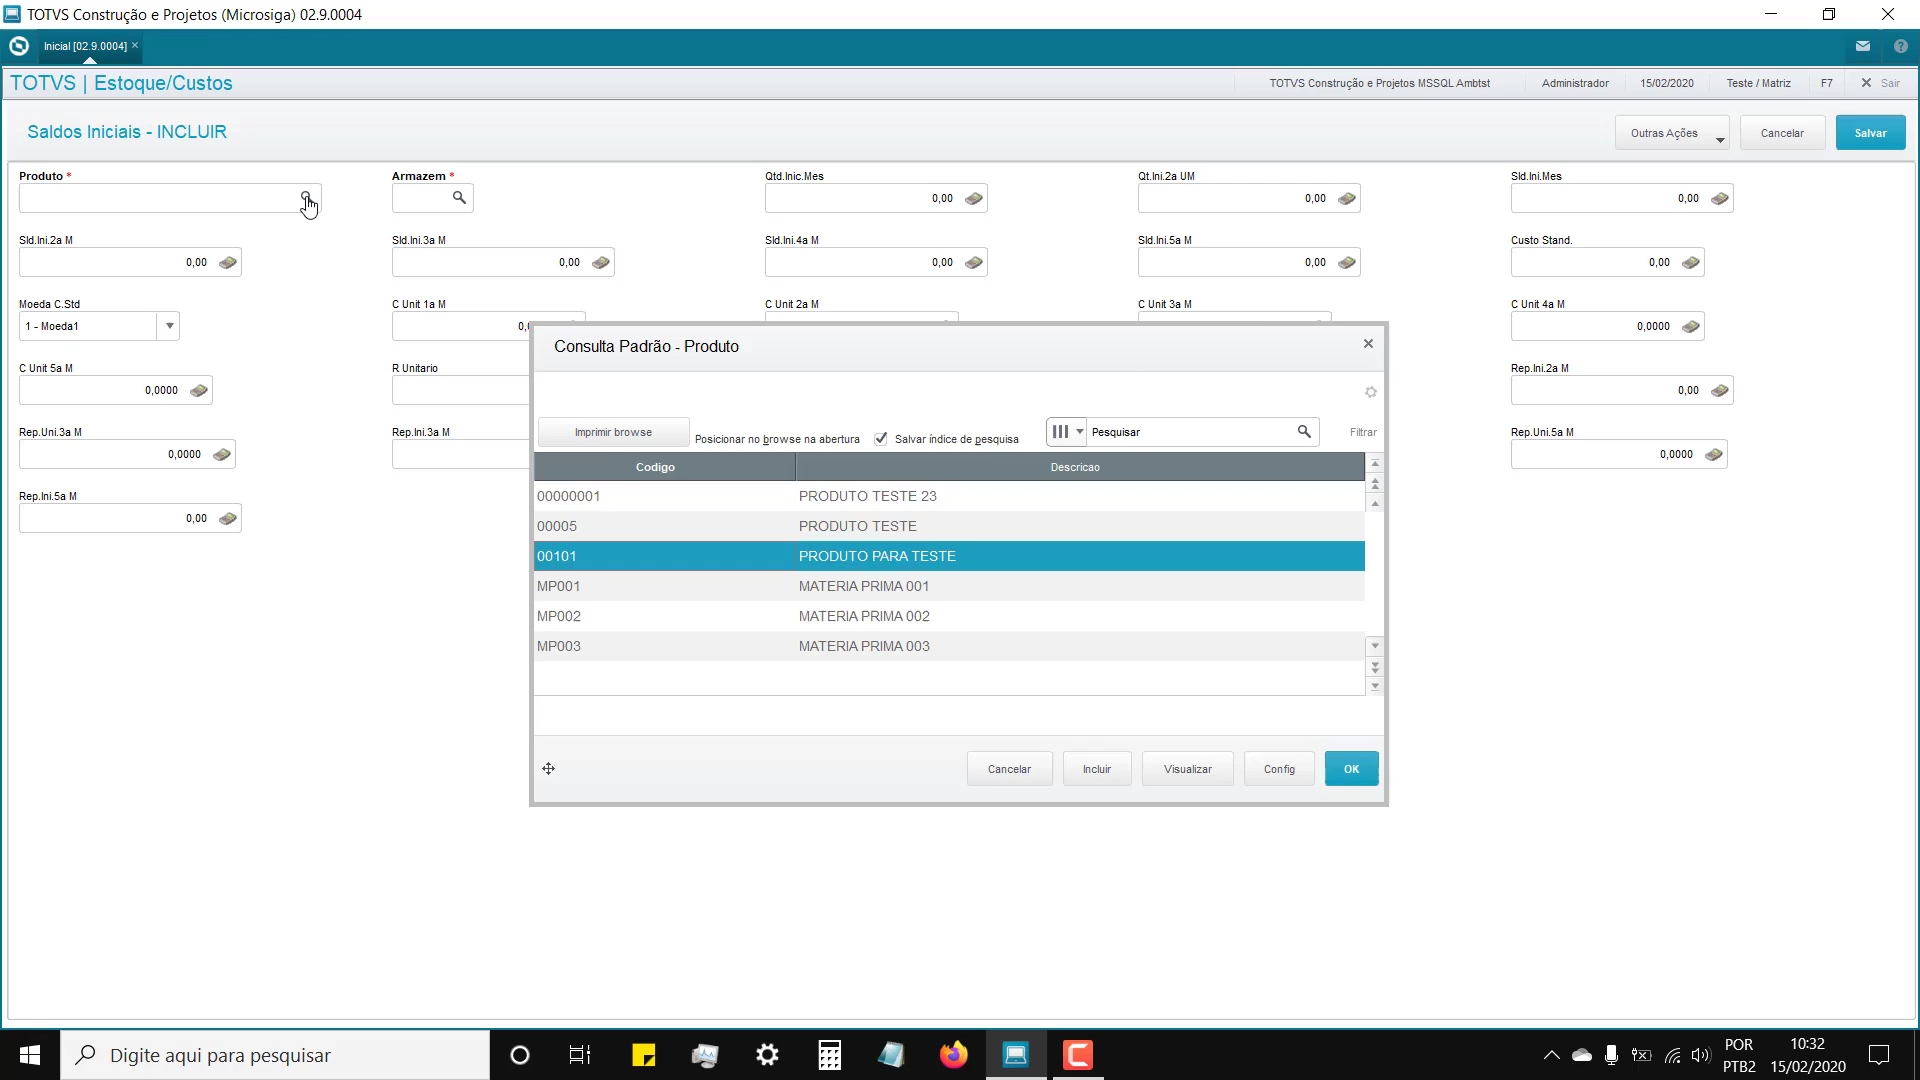 TOTVS Construção e Projetos (Microsiga) 02.9.0004
Inicial [02.9.0004]
TOTVS | Estoque/Custos
TOTVS Construção e Projetos MSSQL Ambtst
Administrador
15/02/2020
Teste / Matriz
F7
Sair
Saldos Iniciais - INCLUIR
Outras Ações
Cancelar
Salvar
Produto *
Armazem *
Qtd.Inic.Mes
0,00
Qt.Ini.2a UM
0,00
Sld.Ini.Mes
0,00
Sld.Ini.2a M
0,00
Sld.Ini.3a M
0,00
Sld.Ini.4a M
0,00
Sld.Ini.5a M
0,00
Custo Stand.
0,00
Moeda C.Std
1 - Moeda1
C Unit 1a M
C Unit 2a M
C Unit 3a M
C Unit 4a M
0,0000
C Unit 5a M
0,0000
R Unitario
Rep.Ini.2a M
0,00
Rep.Uni.3a M
0,0000
Rep.Ini.3a M
Rep.Uni.5a M
0,0000
Rep.Ini.5a M
0,00
Consulta Padrão - Produto
Imprimir browse
Posicionar no browse na abertura
Salvar índice de pesquisa
Pesquisar
Filtrar
Codigo Descricao
00000001 PRODUTO TESTE 23
00005 PRODUTO TESTE
00101 PRODUTO PARA TESTE
MP001 MATERIA PRIMA 001
MP002 MATERIA PRIMA 002
MP003 MATERIA PRIMA 003
Cancelar
Incluir
Visualizar
Config
OK
Digite aqui para pesquisar
POR
PTB2
10:32
15/02/2020